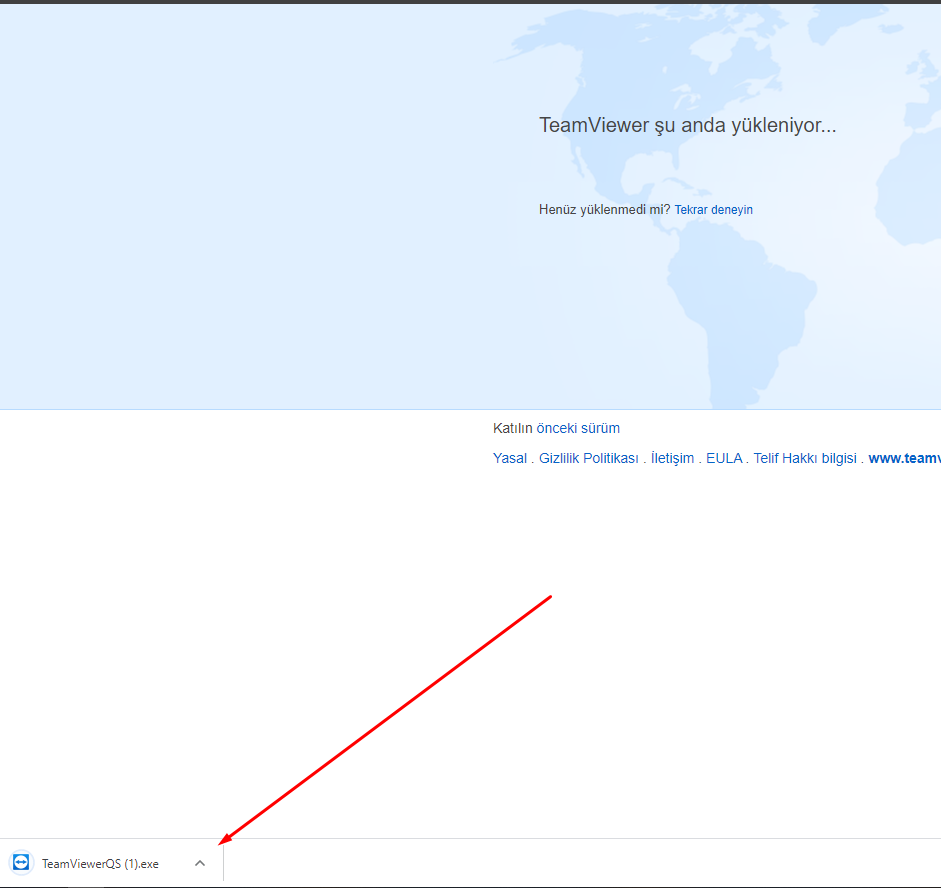 TeamViewer şu anda yükleniyor...
Henüz yüklenmedi mi? Tekrar deneyin
Katılın önceki sürüm
Yasal . Gizlilik Politikası . İletişim . EULA . Telif Hakkı bilgisi . www.teamv
TeamViewerQS (1).exe